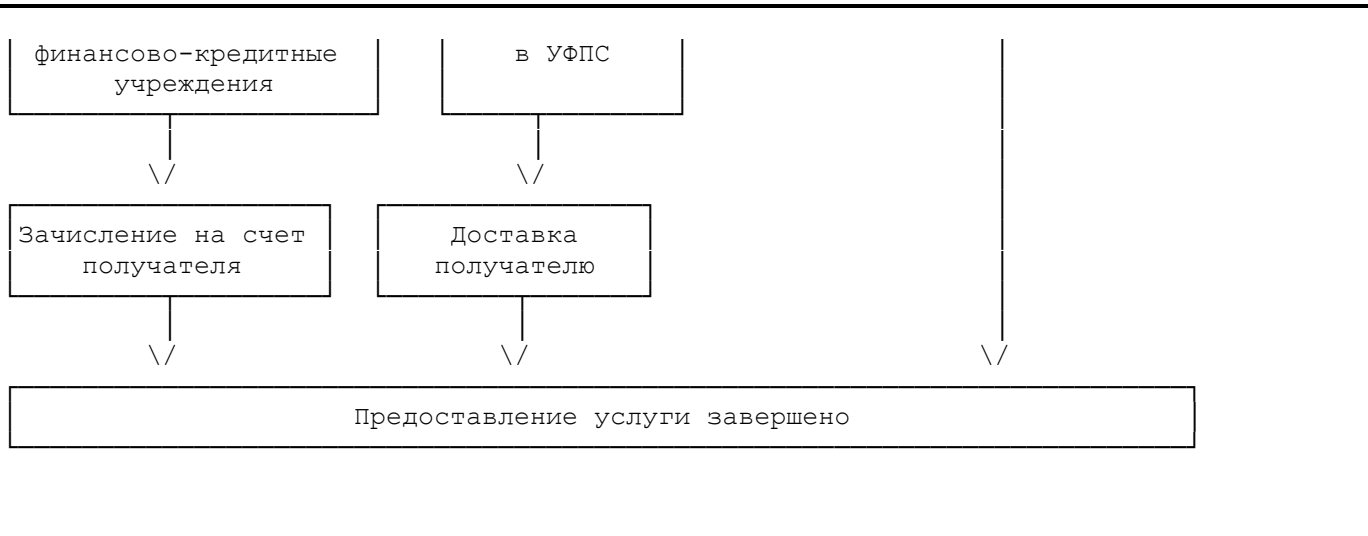 финансово-кредитные
учреждения
в УФПС
Зачисление на счет
получателя
Доставка
получателю
Предоставление услуги завершено